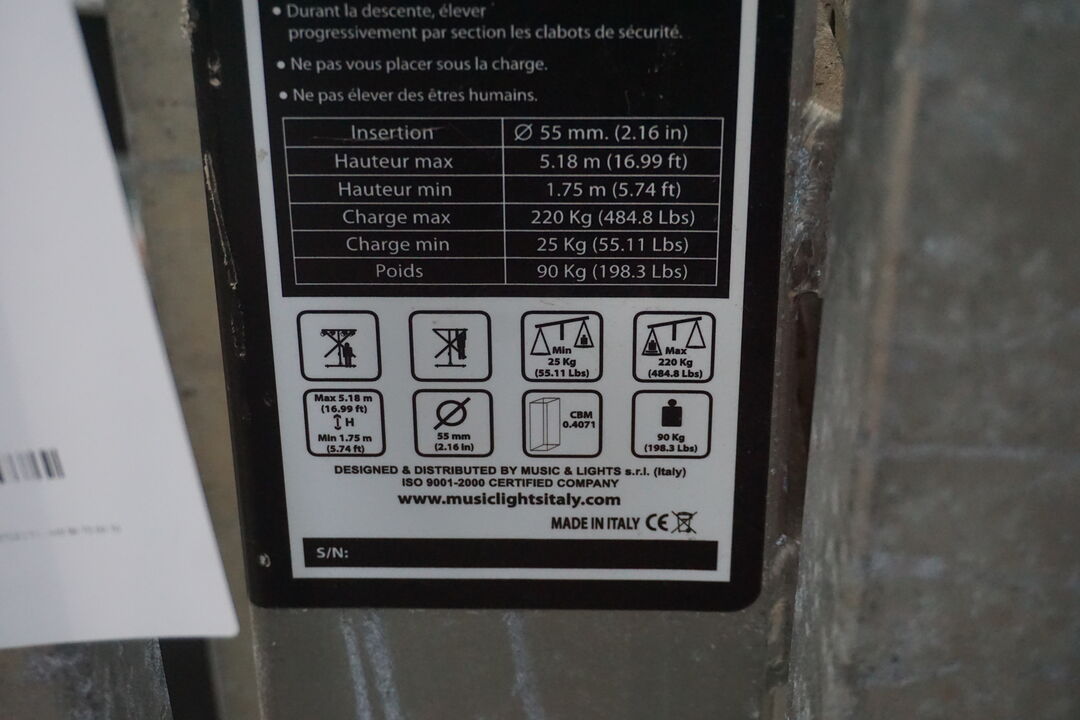 • Durant la descente, élever
progressivement par section les clabots de sécurité.
• Ne pas vous placer sous la charge.
• Ne pas élever des êtres humains.
Insertion Ø 55 mm. (2.16 in)
Hauteur max 5.18 m (16.99 ft)
Hauteur min 1.75 m (5.74 ft)
Charge max 220 Kg (484.8 Lbs)
Charge min 25 Kg (55.11 Lbs)
Poids 90 Kg (198.3 Lbs)
Min
25 Kg
(55.11 Lbs)
Max
220 Kg
(484.8 Lbs)
Max 5.18 m
(16.99 ft)
H
Min 1.75 m
(5.74 ft)
55 mm
(2.16 in)
CBM
0.4071
90 Kg
(198.3 Lbs)
DESIGNED & DISTRIBUTED BY MUSIC & LIGHTS s.r.l. (Italy)
ISO 9001-2000 CERTIFIED COMPANY
www.musiclightsitaly.com
MADE IN ITALY CE
S/N: